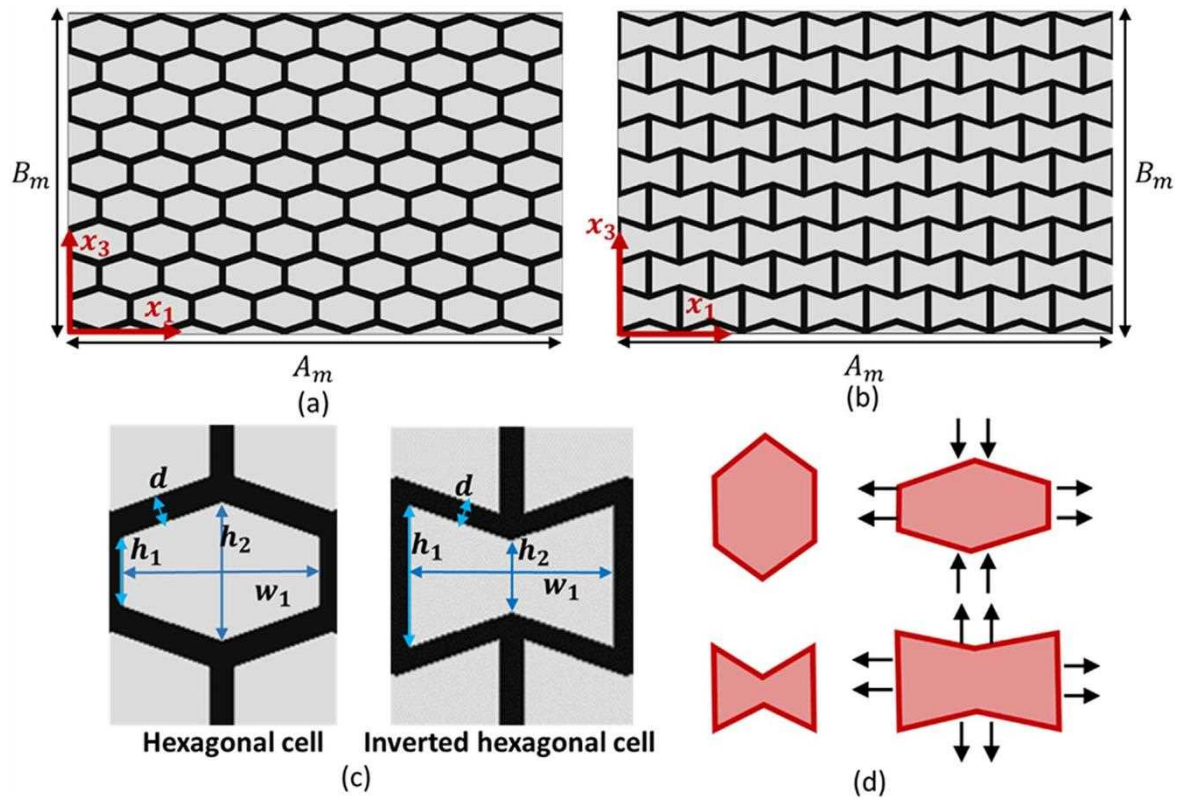 B_m
x_3
x_1
A_m
(a)
x_3
x_1
B_m
A_m
(b)
d
h_1
h_2
w_1
Hexagonal cell
d
h_1
h_2
w_1
Inverted hexagonal cell
(c)
(d)